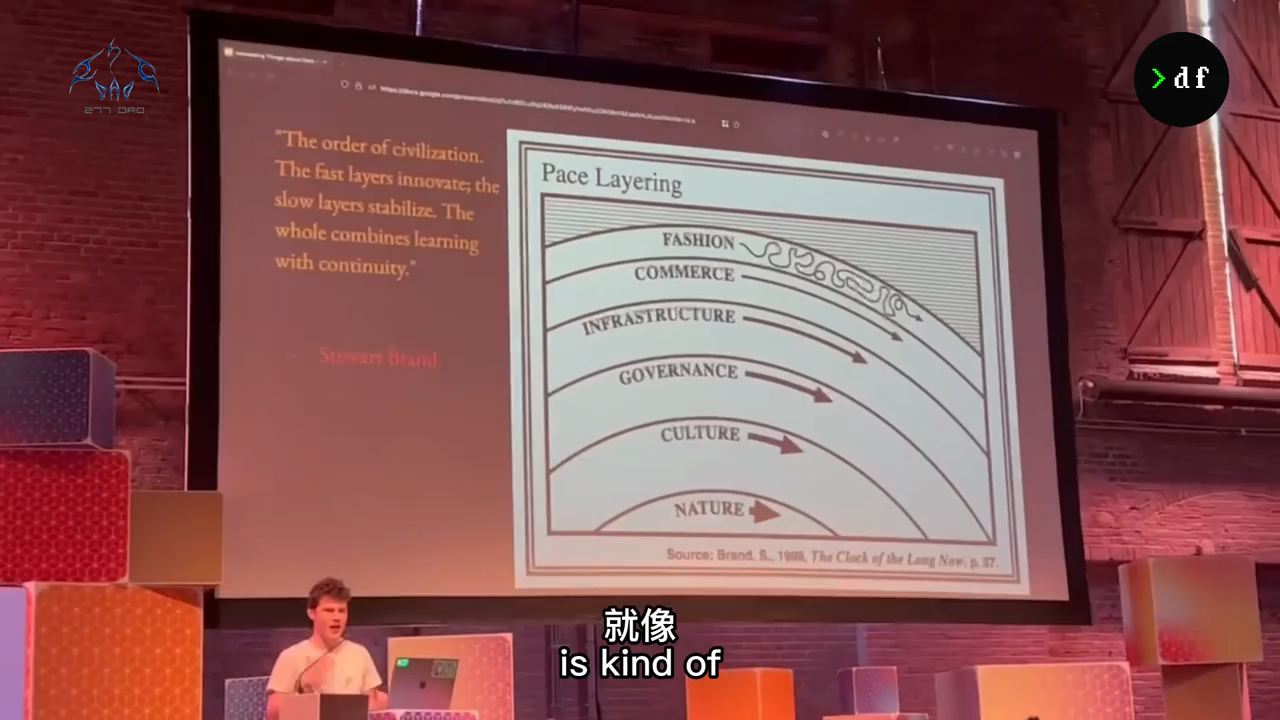 277 DAO
>df
"The order of civilization.
The fast layers innovate; the
slow layers stabilize. The
whole combines learning
with continuity."
- Stewart Brand
Pace Layering
FASHION
COMMERCE
INFRASTRUCTURE
GOVERNANCE
CULTURE
NATURE
Source: Brand, S., 1999, The Clock of the Long Now, p. 37.
就像
is kind of